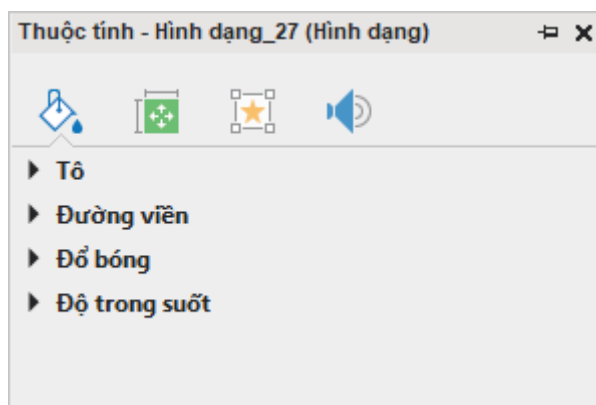 Thuộc tính - Hình dạng_27 (Hình dạng)
Tô
Đường viền
Đổ bóng
Độ trong suốt